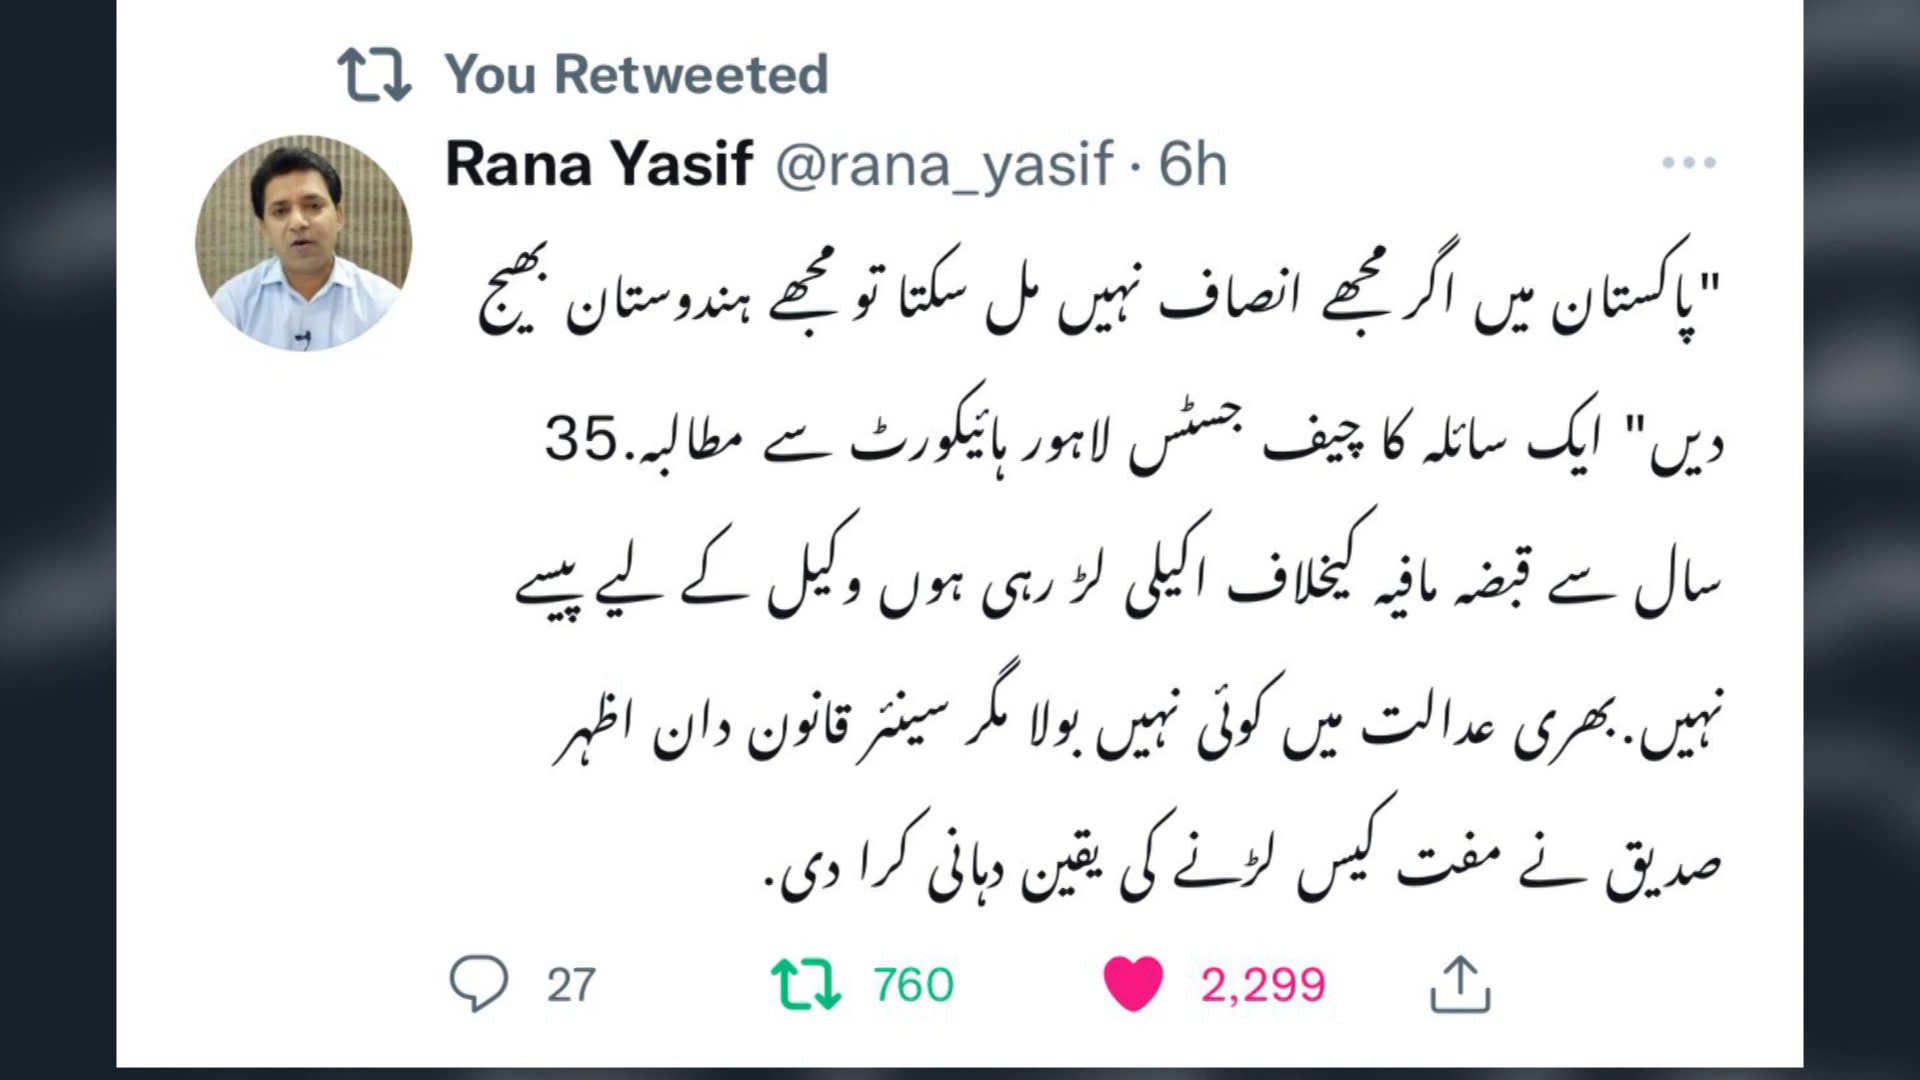 You Retweeted
Rana Yasif @rana_yasif · 6h
"پاکستان میں اگر مجھے انصاف نہیں مل سکتا تو مجھے ہندوستان بھیج
دیں" ایک سائلہ کا چیف جسٹس لاہور ہائیکورٹ سے مطالبہ.35
سال سے قبضہ مافیہ کیخلاف اکیلی لڑ رہی ہوں وکیل کے لیے پیسے
نہیں.بھری عدالت میں کوئی نہیں بولا مگر سینئر قانون دان اظہر
صدیق نے مفت کیس لڑنے کی یقین دہانی کرا دی.
27 760 2,299